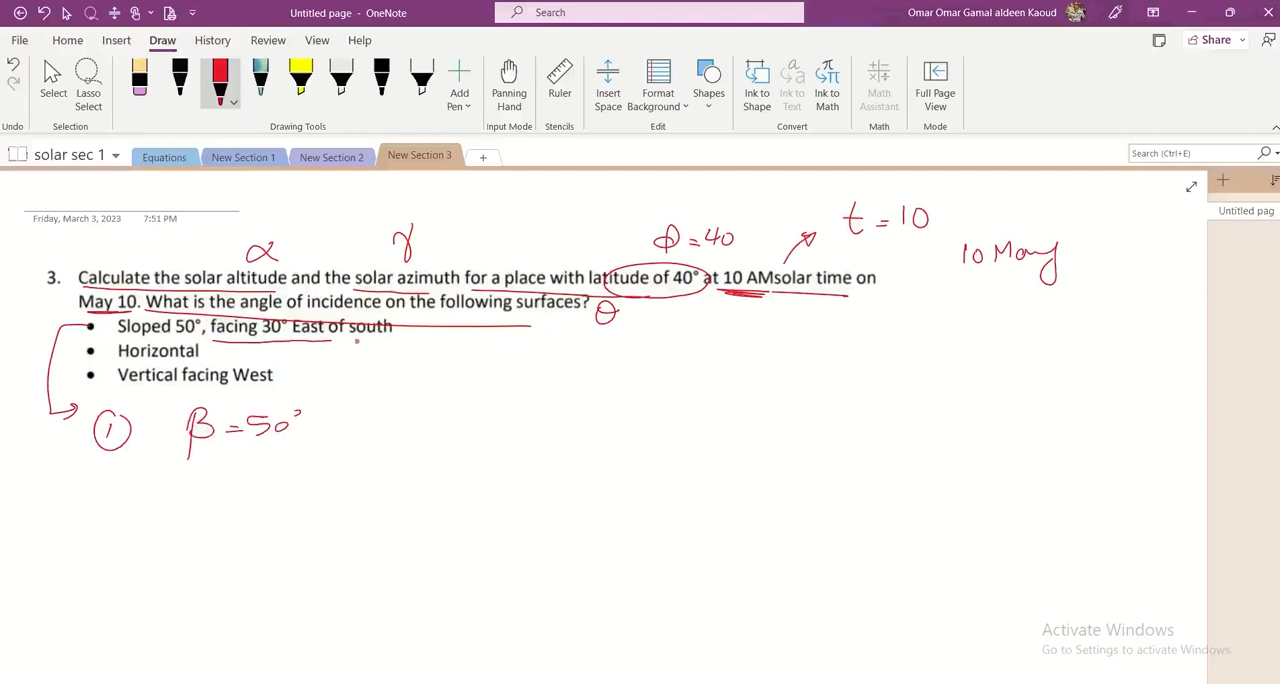 Untitled page - OneNote
Search
Omar Omar Gamal aldeen Kaoud
File Home Insert Draw History Review View Help
Share
Undo
Select
Lasso Select
Add Pen
Panning Hand
Ruler
Insert Space
Format Background
Shapes
Ink to Shape
Ink to Text
Ink to Math
Math Assistant
Full Page View
Undo Selection Drawing Tools Input Mode Stencils Edit Convert Math Mode
solar sec 1 Equations New Section 1 New Section 2 New Section 3
Search (Ctrl+E)
Untitled pag
Friday, March 3, 2023 7:51 PM
t = 10
α γ ϕ = 40
10 May
3. Calculate the solar altitude and the solar azimuth for a place with latitude of 40° at 10 AMsolar time on
May 10. What is the angle of incidence on the following surfaces?
θ
• Sloped 50°, facing 30° East of south
• Horizontal
• Vertical facing West
① β = 50°
Activate Windows
Go to Settings to activate Windows.